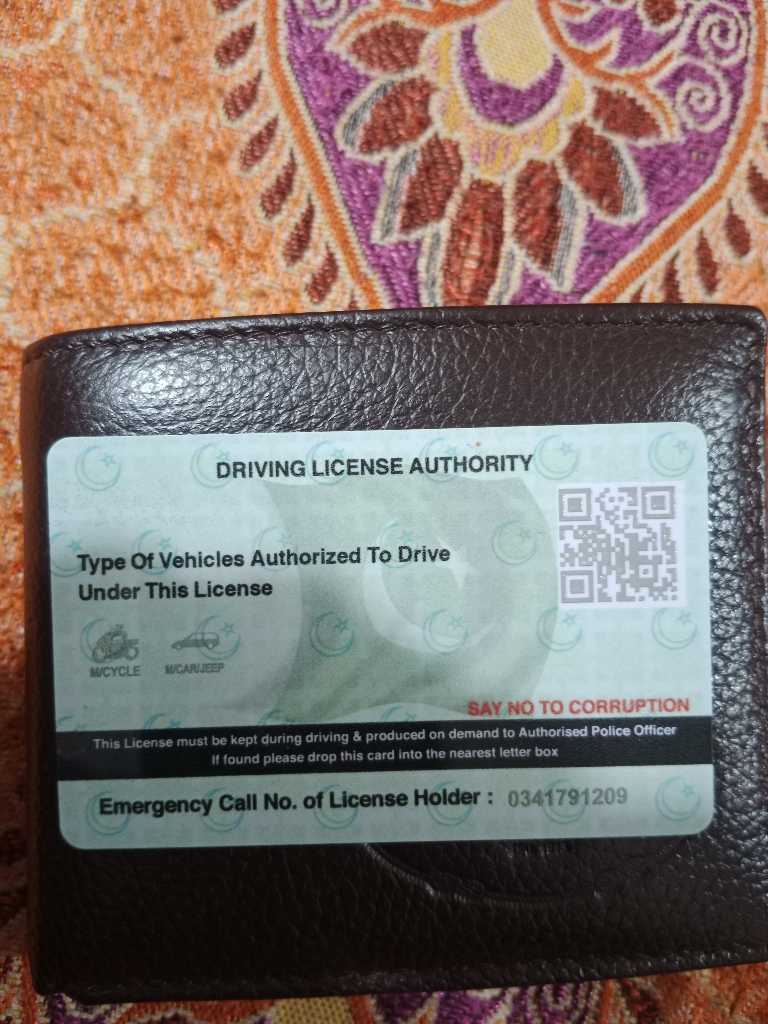 DRIVING LICENSE AUTHORITY
Type Of Vehicles Authorized To Drive
Under This License
M/CYCLE M/CAR/JEEP
SAY NO TO CORRUPTION
This License must be kept during driving & produced on demand to Authorised Police Officer
If found please drop this card into the nearest letter box
Emergency Call No. of License Holder : 0341791209